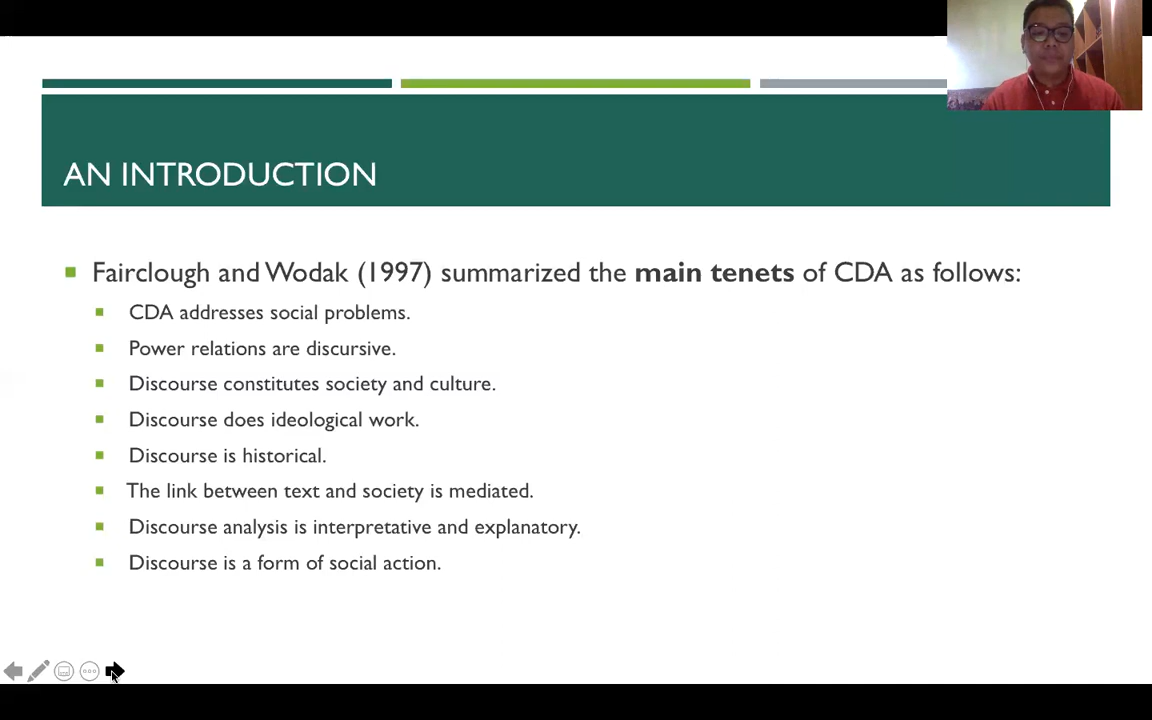 AN INTRODUCTION
Fairclough and Wodak (1997) summarized the main tenets of CDA as follows:
CDA addresses social problems.
Power relations are discursive.
Discourse constitutes society and culture.
Discourse does ideological work.
Discourse is historical.
The link between text and society is mediated.
Discourse analysis is interpretative and explanatory.
Discourse is a form of social action.